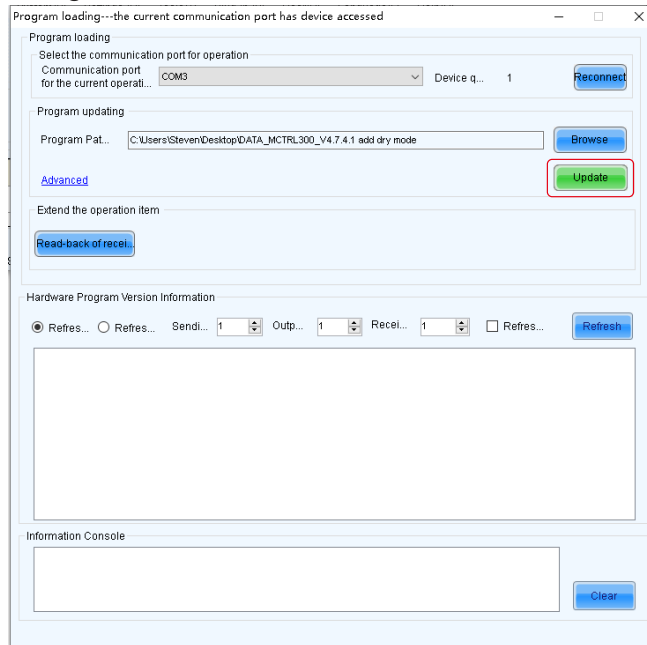 Program loading---the current communication port has device accessed
Program loading
Select the communication port for operation
Communication port
for the current operati...
COM3
Device q... 1
Reconnect
Program updating
Program Pat... C:\Users\Steven\Desktop\DATA_MCTRL300_V4.7.4.1 add dry mode
Browse
Advanced
Update
Extend the operation item
Read-back of recei...
Hardware Program Version Information
Refres... Refres... Sendi... 1 Outp... 1 Recei... 1 Refres... Refresh
Information Console
Clear